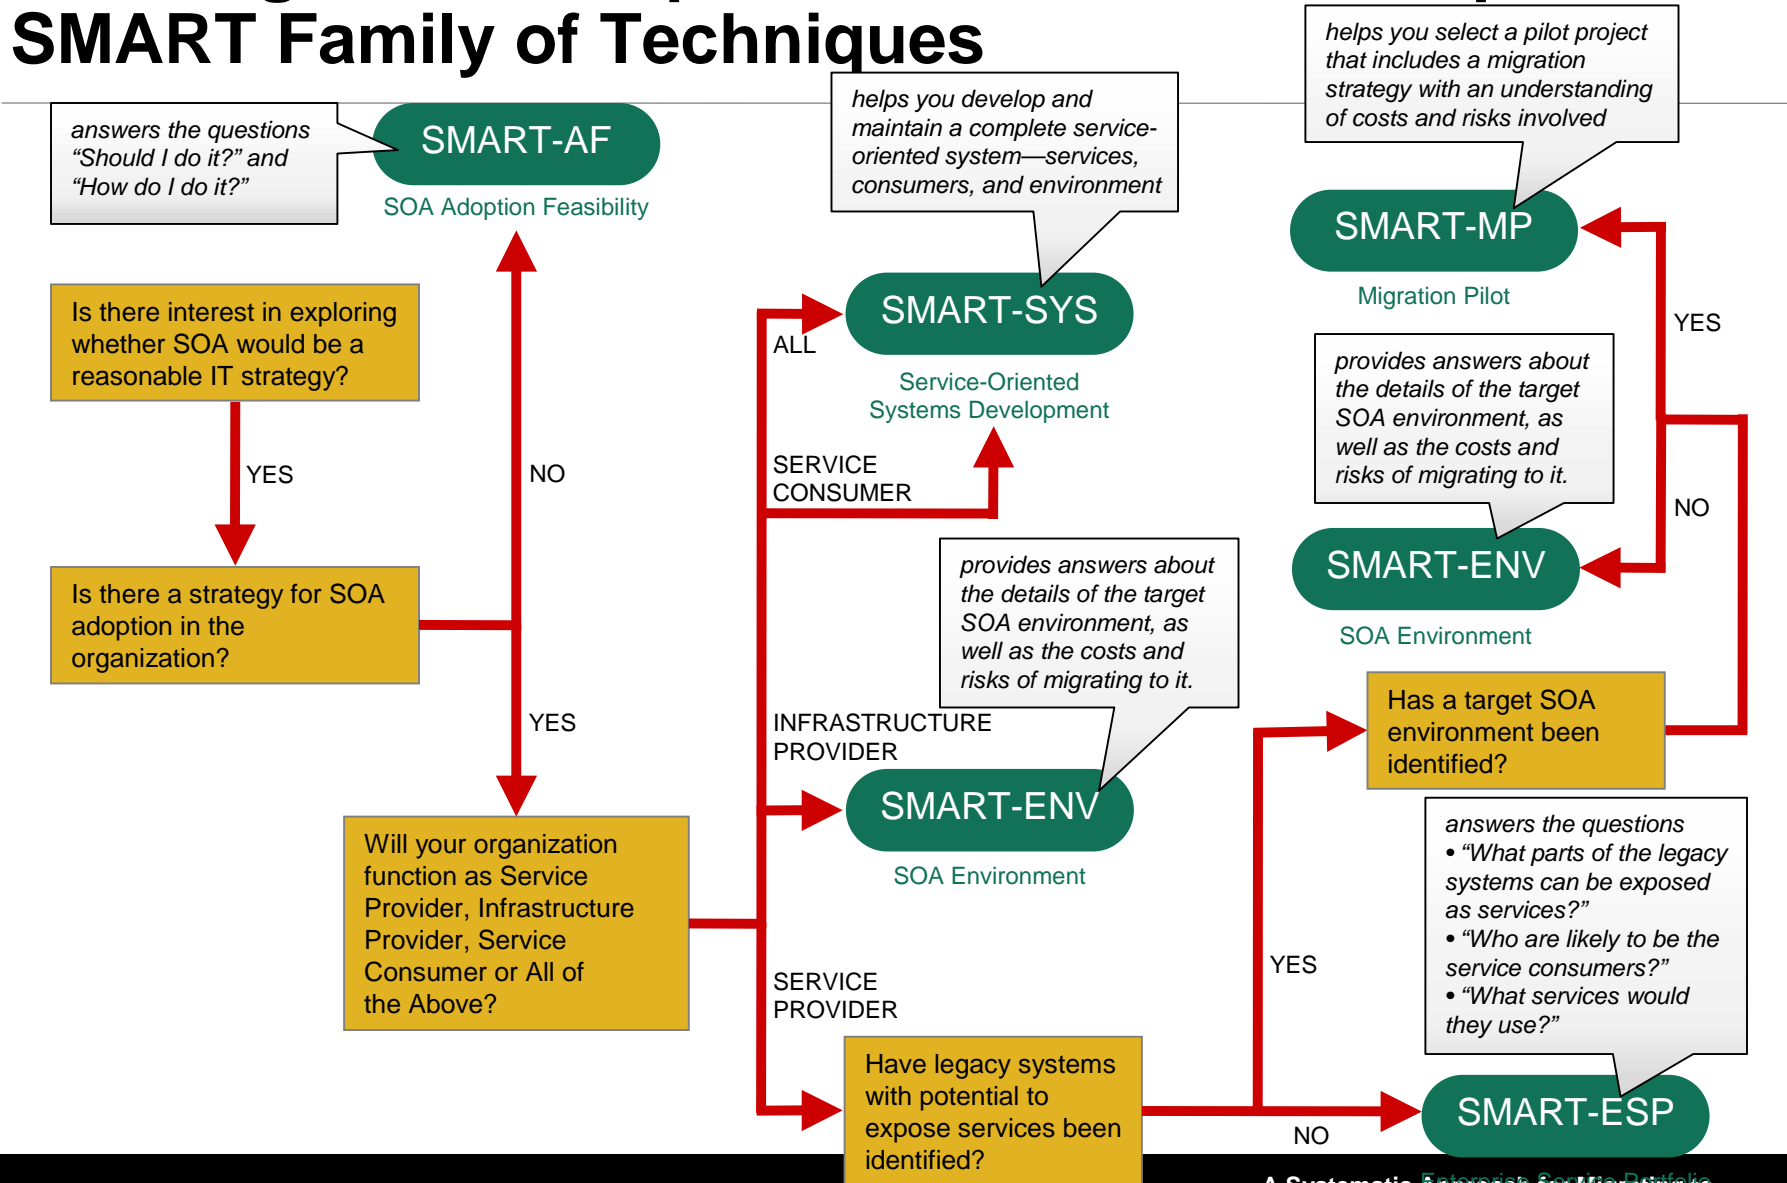 SMART Family of Techniques
answers the questions
“Should I do it?” and
“How do I do it?”
SMART-AF
SOA Adoption Feasibility
helps you develop and
maintain a complete service-
oriented system—services,
consumers, and environment
helps you select a pilot project
that includes a migration
strategy with an understanding
of costs and risks involved
SMART-MP
Migration Pilot
Is there interest in exploring
whether SOA would be a
reasonable IT strategy?
SMART-SYS
ALL
Service-Oriented
Systems Development
YES
provides answers about
the details of the target
SOA environment, as
well as the costs and
risks of migrating to it.
YES
NO
SERVICE
CONSUMER
NO
SMART-ENV
SOA Environment
Is there a strategy for SOA
adoption in the
organization?
provides answers about
the details of the target
SOA environment, as
well as the costs and
risks of migrating to it.
YES
INFRASTRUCTURE
PROVIDER
SMART-ENV
SOA Environment
Has a target SOA
environment been
identified?
Will your organization
function as Service
Provider, Infrastructure
Provider, Service
Consumer or All of
the Above?
answers the questions
• “What parts of the legacy
systems can be exposed
as services?”
• “Who are likely to be the
service consumers?”
• “What services would
they use?”
YES
SERVICE
PROVIDER
Have legacy systems
with potential to
expose services been
identified?
NO
SMART-ESP
Enterprise Service Portfolio
A Systematic